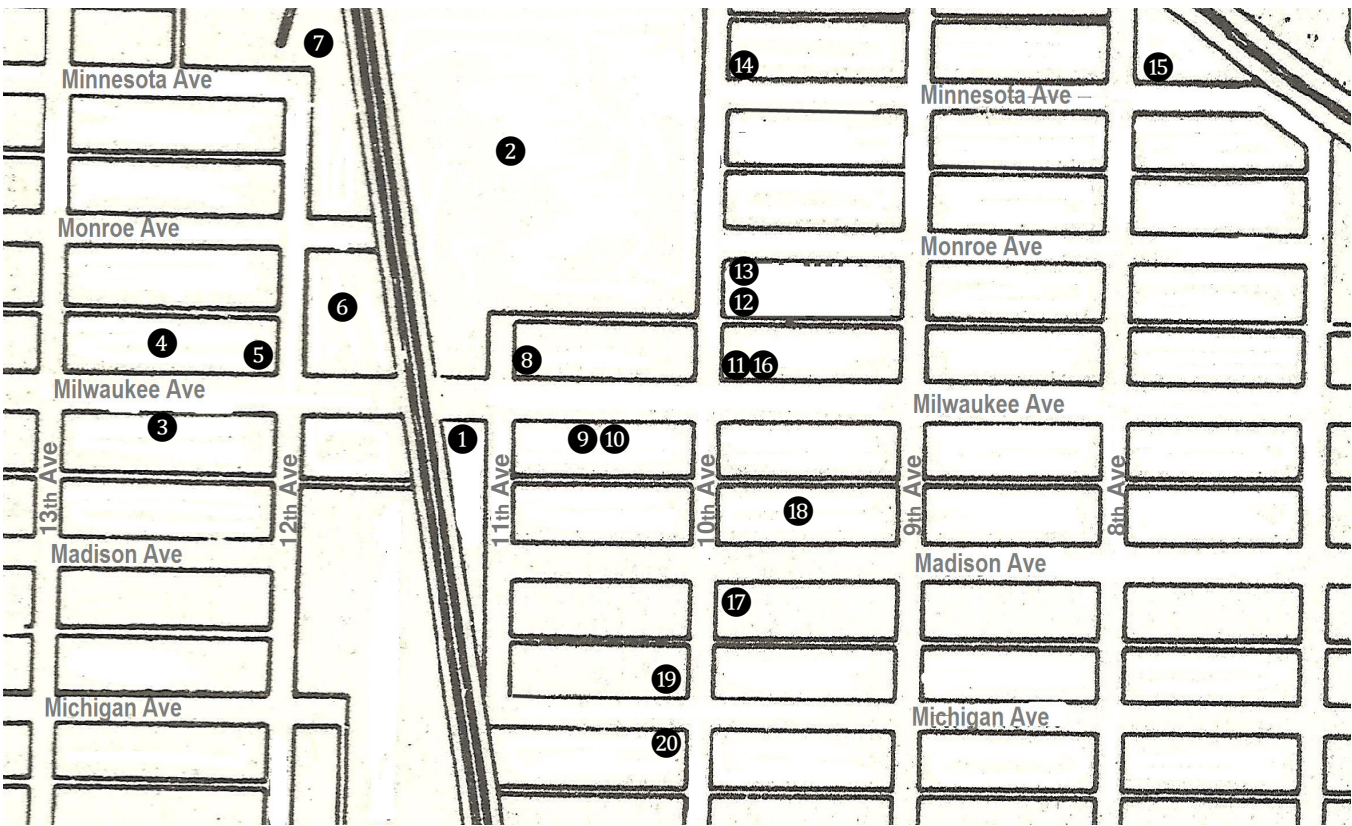 7
14
15
Minnesota Ave
Minnesota Ave
2
Monroe Ave
Monroe Ave
13
12
6
4
5
8
11 16
Milwaukee Ave
Milwaukee Ave
3
1
9 10
13th Ave
12th Ave
11th Ave
10th Ave
9th Ave
8th Ave
18
Madison Ave
Madison Ave
17
19
Michigan Ave
Michigan Ave
20